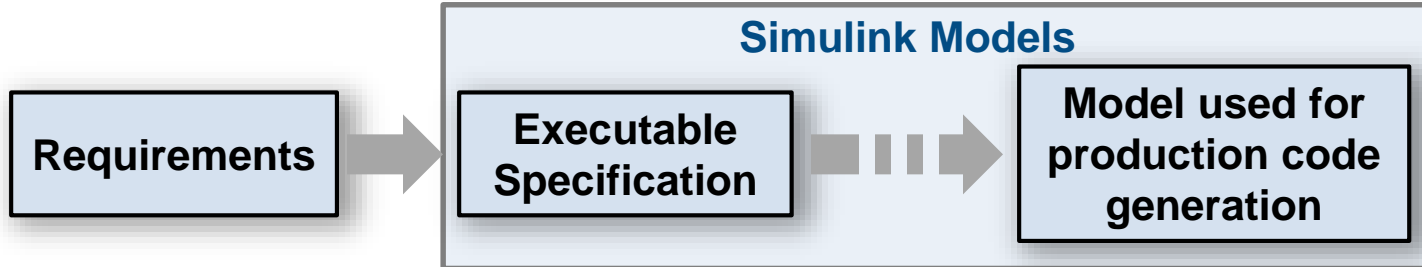 Simulink Models
Requirements
Executable
Specification
Model used for
production code
generation